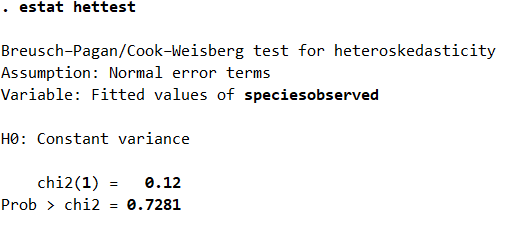 . estat hettest
Breusch–Pagan/Cook–Weisberg test for heteroskedasticity
Assumption: Normal error terms
Variable: Fitted values of speciesobserved
H0: Constant variance
chi2(1) = 0.12
Prob > chi2 = 0.7281